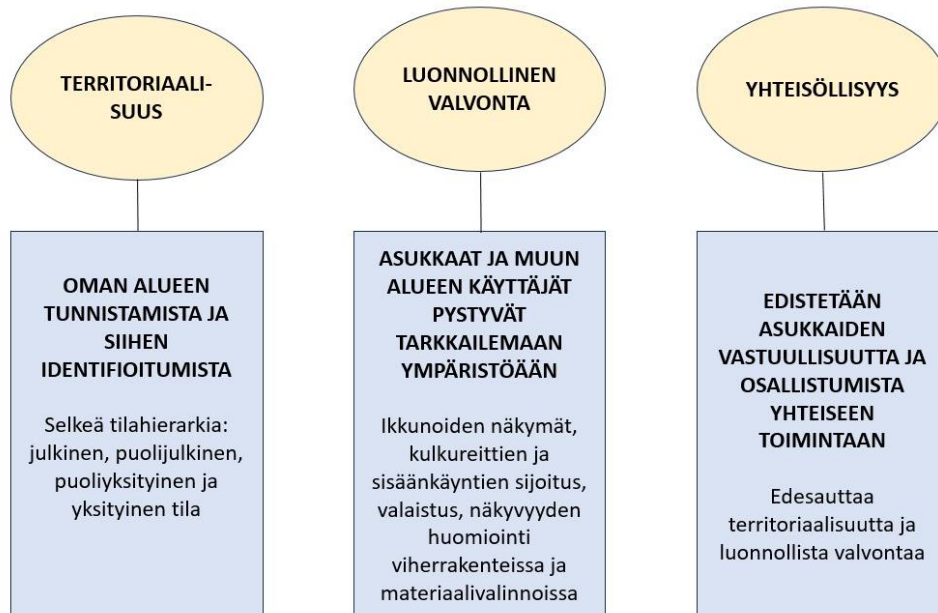 TERRITORIAALI-
SUUS
OMAN ALUEEN
TUNNISTAMISTA JA
SIIHEN
IDENTIFIOITUMISTA
Selkeä tilahierarkia:
julkinen, puolijulkinen,
puoliyksityinen ja
yksityinen tila
LUONNOLLINEN
VALVONTA
ASUKKAAT JA MUUN
ALUEEN KÄYTTÄJÄT
PYSTYVÄT
TARKKAILEMAAN
YMPÄRISTÖÄÄN
Ikkunoiden näkymät,
kulkureittien ja
sisäänkäyntien sijoitus,
valaistus, näkyvyyden
huomiointi
viherrakenteissa ja
materiaalivalinnoissa
YHTEISÖLLISYYS
EDISTETÄÄN
ASUKKAIDEN
VASTUULLISUUTTA JA
OSALLISTUMISTA
YHTEISEEN
TOIMINTAAN
Edesauttaa
territoriaalisuutta ja
luonnollista valvontaa